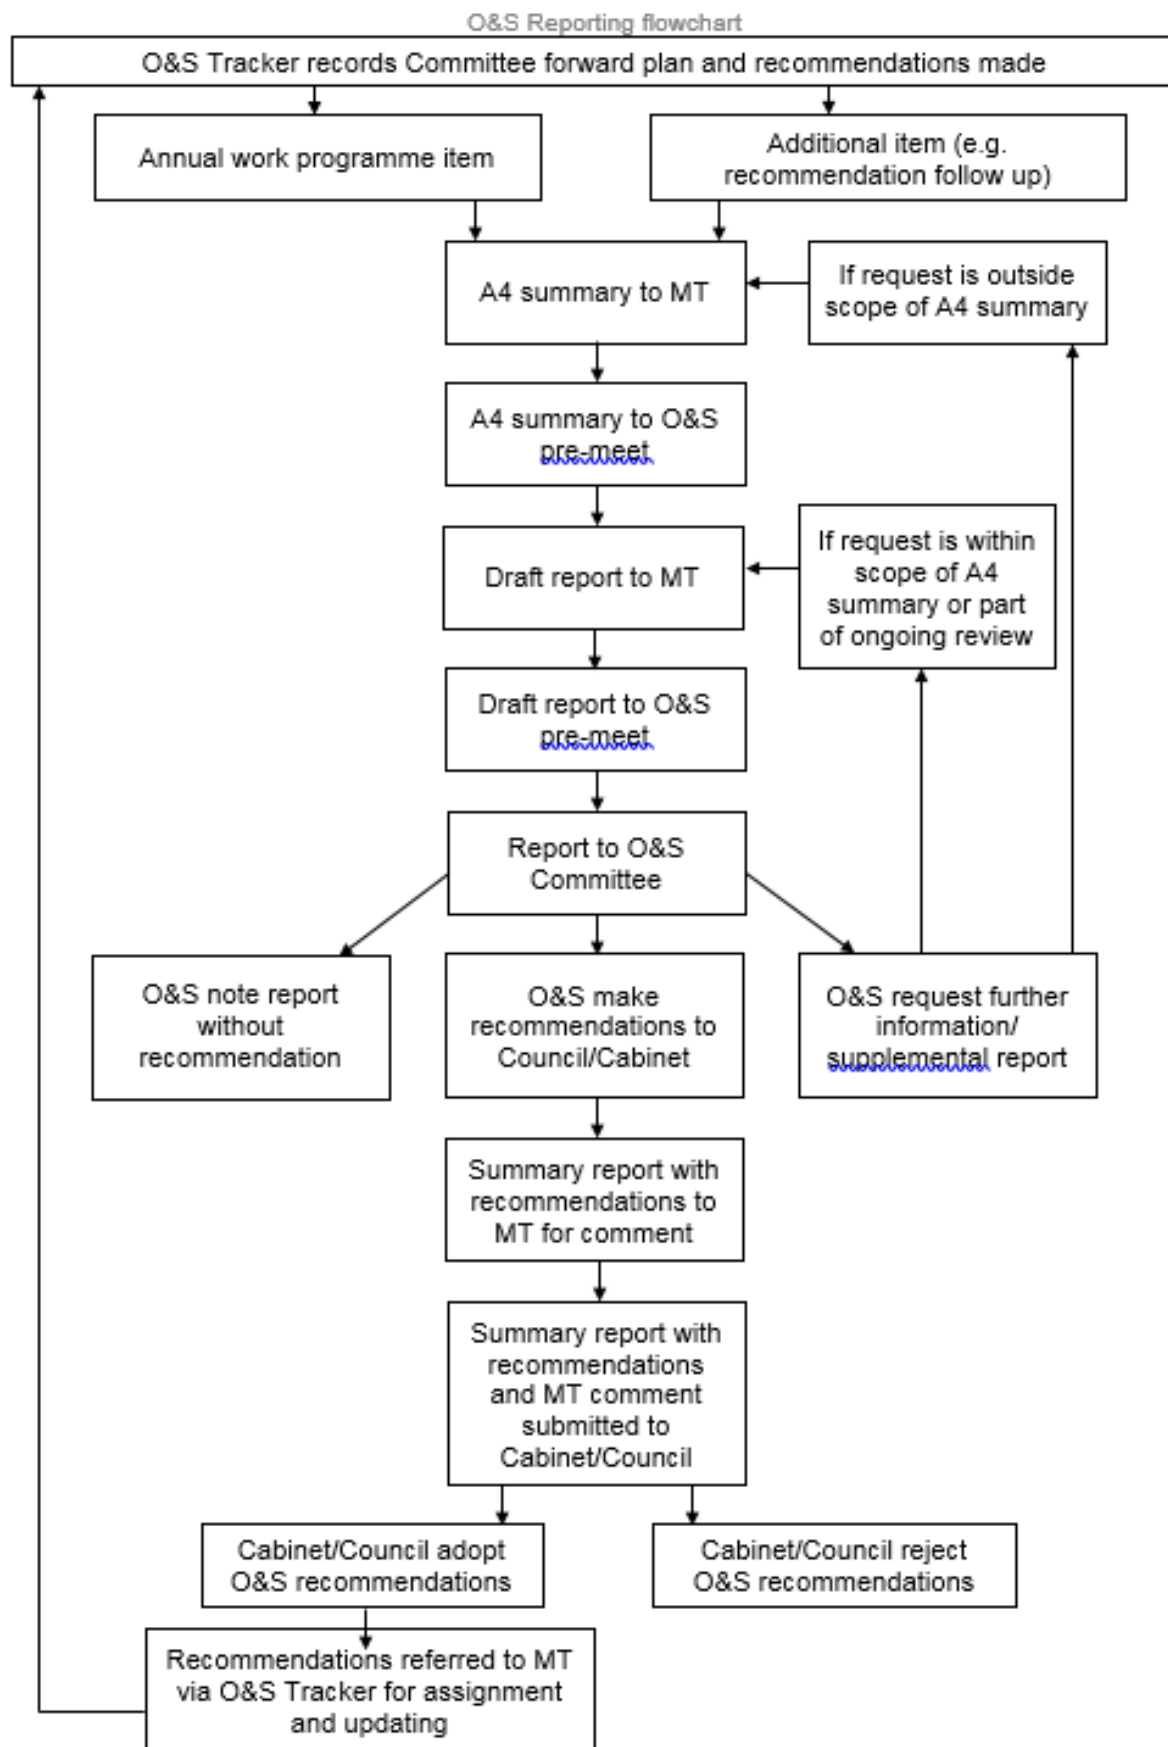 O&S Reporting flowchart
O&S Tracker records Committee forward plan and recommendations made
Annual work programme item
Additional item (e.g.
recommendation follow up)
A4 summary to MT
If request is outside
scope of A4 summary
A4 summary to O&S
pre-meet
Draft report to MT
If request is within
scope of A4
summary or part
of ongoing review
Draft report to O&S
pre-meet
Report to O&S
Committee
O&S note report
without
recommendation
O&S make
recommendations to
Council/Cabinet
O&S request further
information/
supplemental report
Summary report with
recommendations to
MT for comment
Summary report with
recommendations
and MT comment
submitted to
Cabinet/Council
Cabinet/Council adopt
O&S recommendations
Cabinet/Council reject
O&S recommendations
Recommendations referred to MT
via O&S Tracker for assignment
and updating